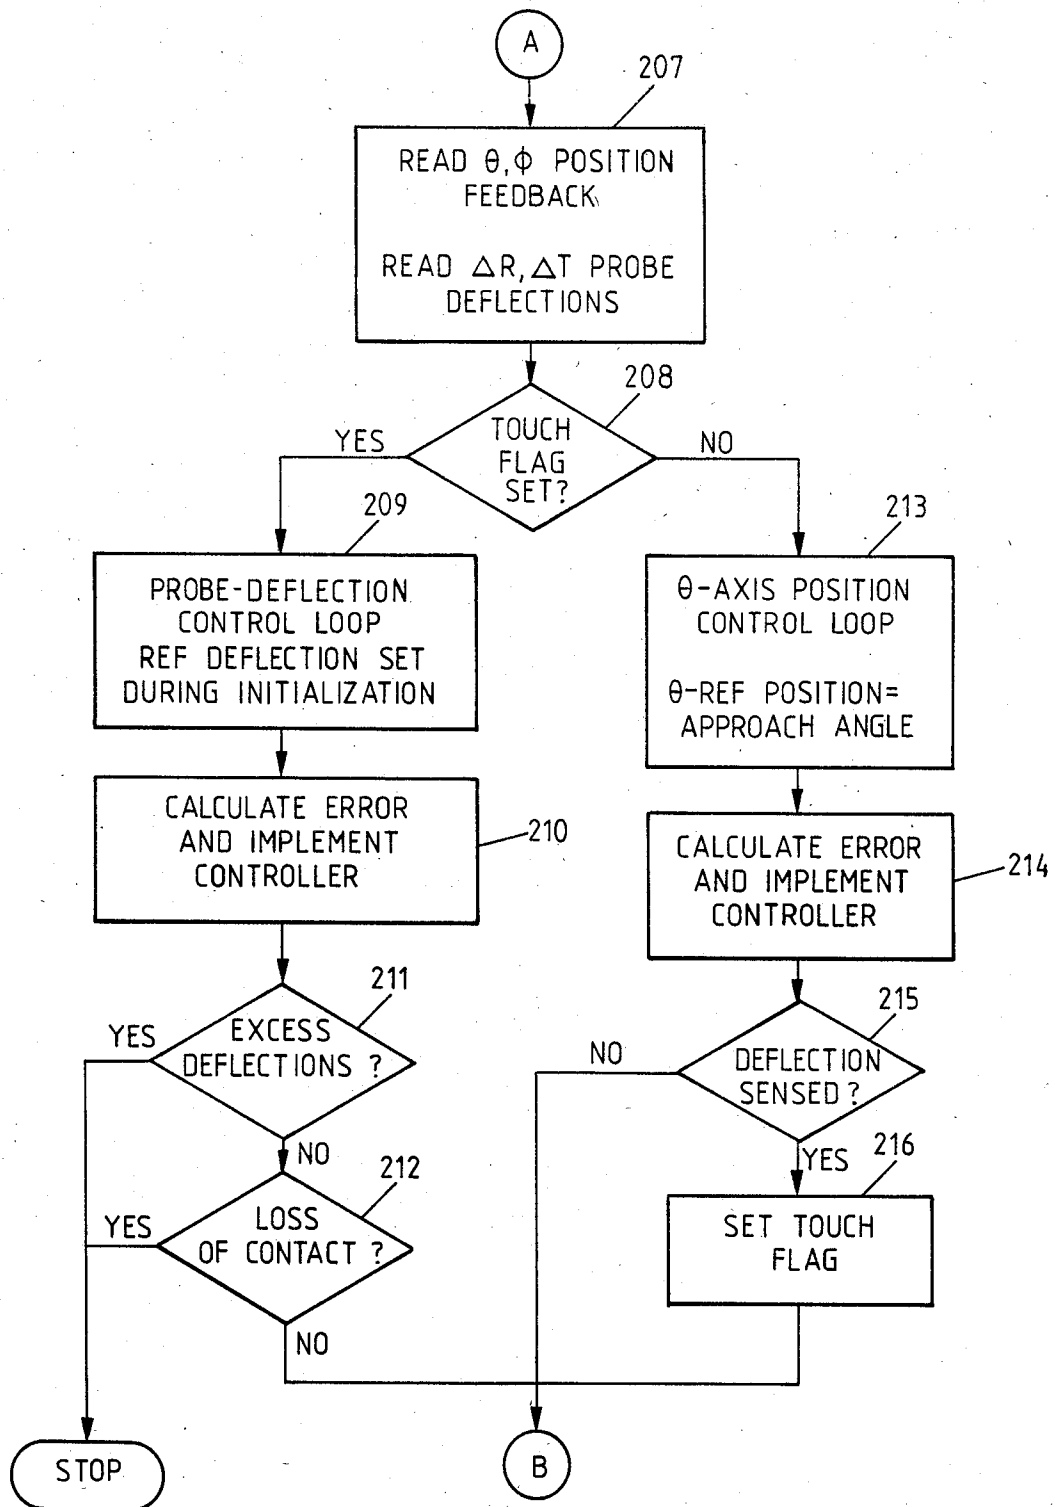 A
207
READ θ,ϕ POSITION
FEEDBACK
READ △R,△T PROBE
DEFLECTIONS
208
TOUCH
FLAG
SET?
YES
NO
209
PROBE-DEFLECTION
CONTROL LOOP
REF DEFLECTION SET
DURING INITIALIZATION
213
θ-AXIS POSITION
CONTROL LOOP
θ-REF POSITION=
APPROACH ANGLE
CALCULATE ERROR
AND IMPLEMENT
CONTROLLER
210
CALCULATE ERROR
AND IMPLEMENT
CONTROLLER
214
211
EXCESS
DEFLECTIONS ?
YES
NO
215
DEFLECTION
SENSED ?
NO
YES
212
LOSS
OF CONTACT ?
YES
NO
216
SET TOUCH
FLAG
STOP
B